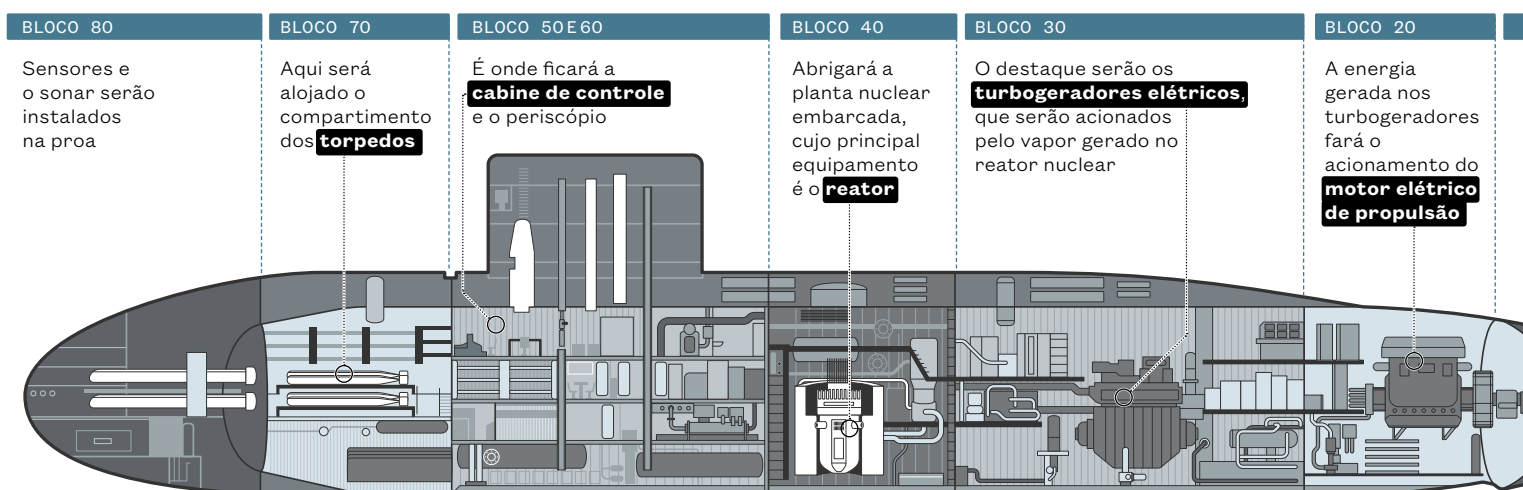 BLOCO 80
Sensores e
o sonar serão
instalados
na proa
BLOCO 70
Aqui será
alojado o
compartimento
dos torpedos
BLOCO 50 E 60
É onde ficará a
cabine de controle
e o periscópio
BLOCO 40
Abrigará a
planta nuclear
embarcada,
cujo principal
equipamento
é o reator
BLOCO 30
O destaque serão os
turbogeradores elétricos,
que serão acionados
pelo vapor gerado no
reator nuclear
BLOCO 20
A energia
gerada nos
turbogeradores
fará o
acionamento do
motor elétrico
de propulsão